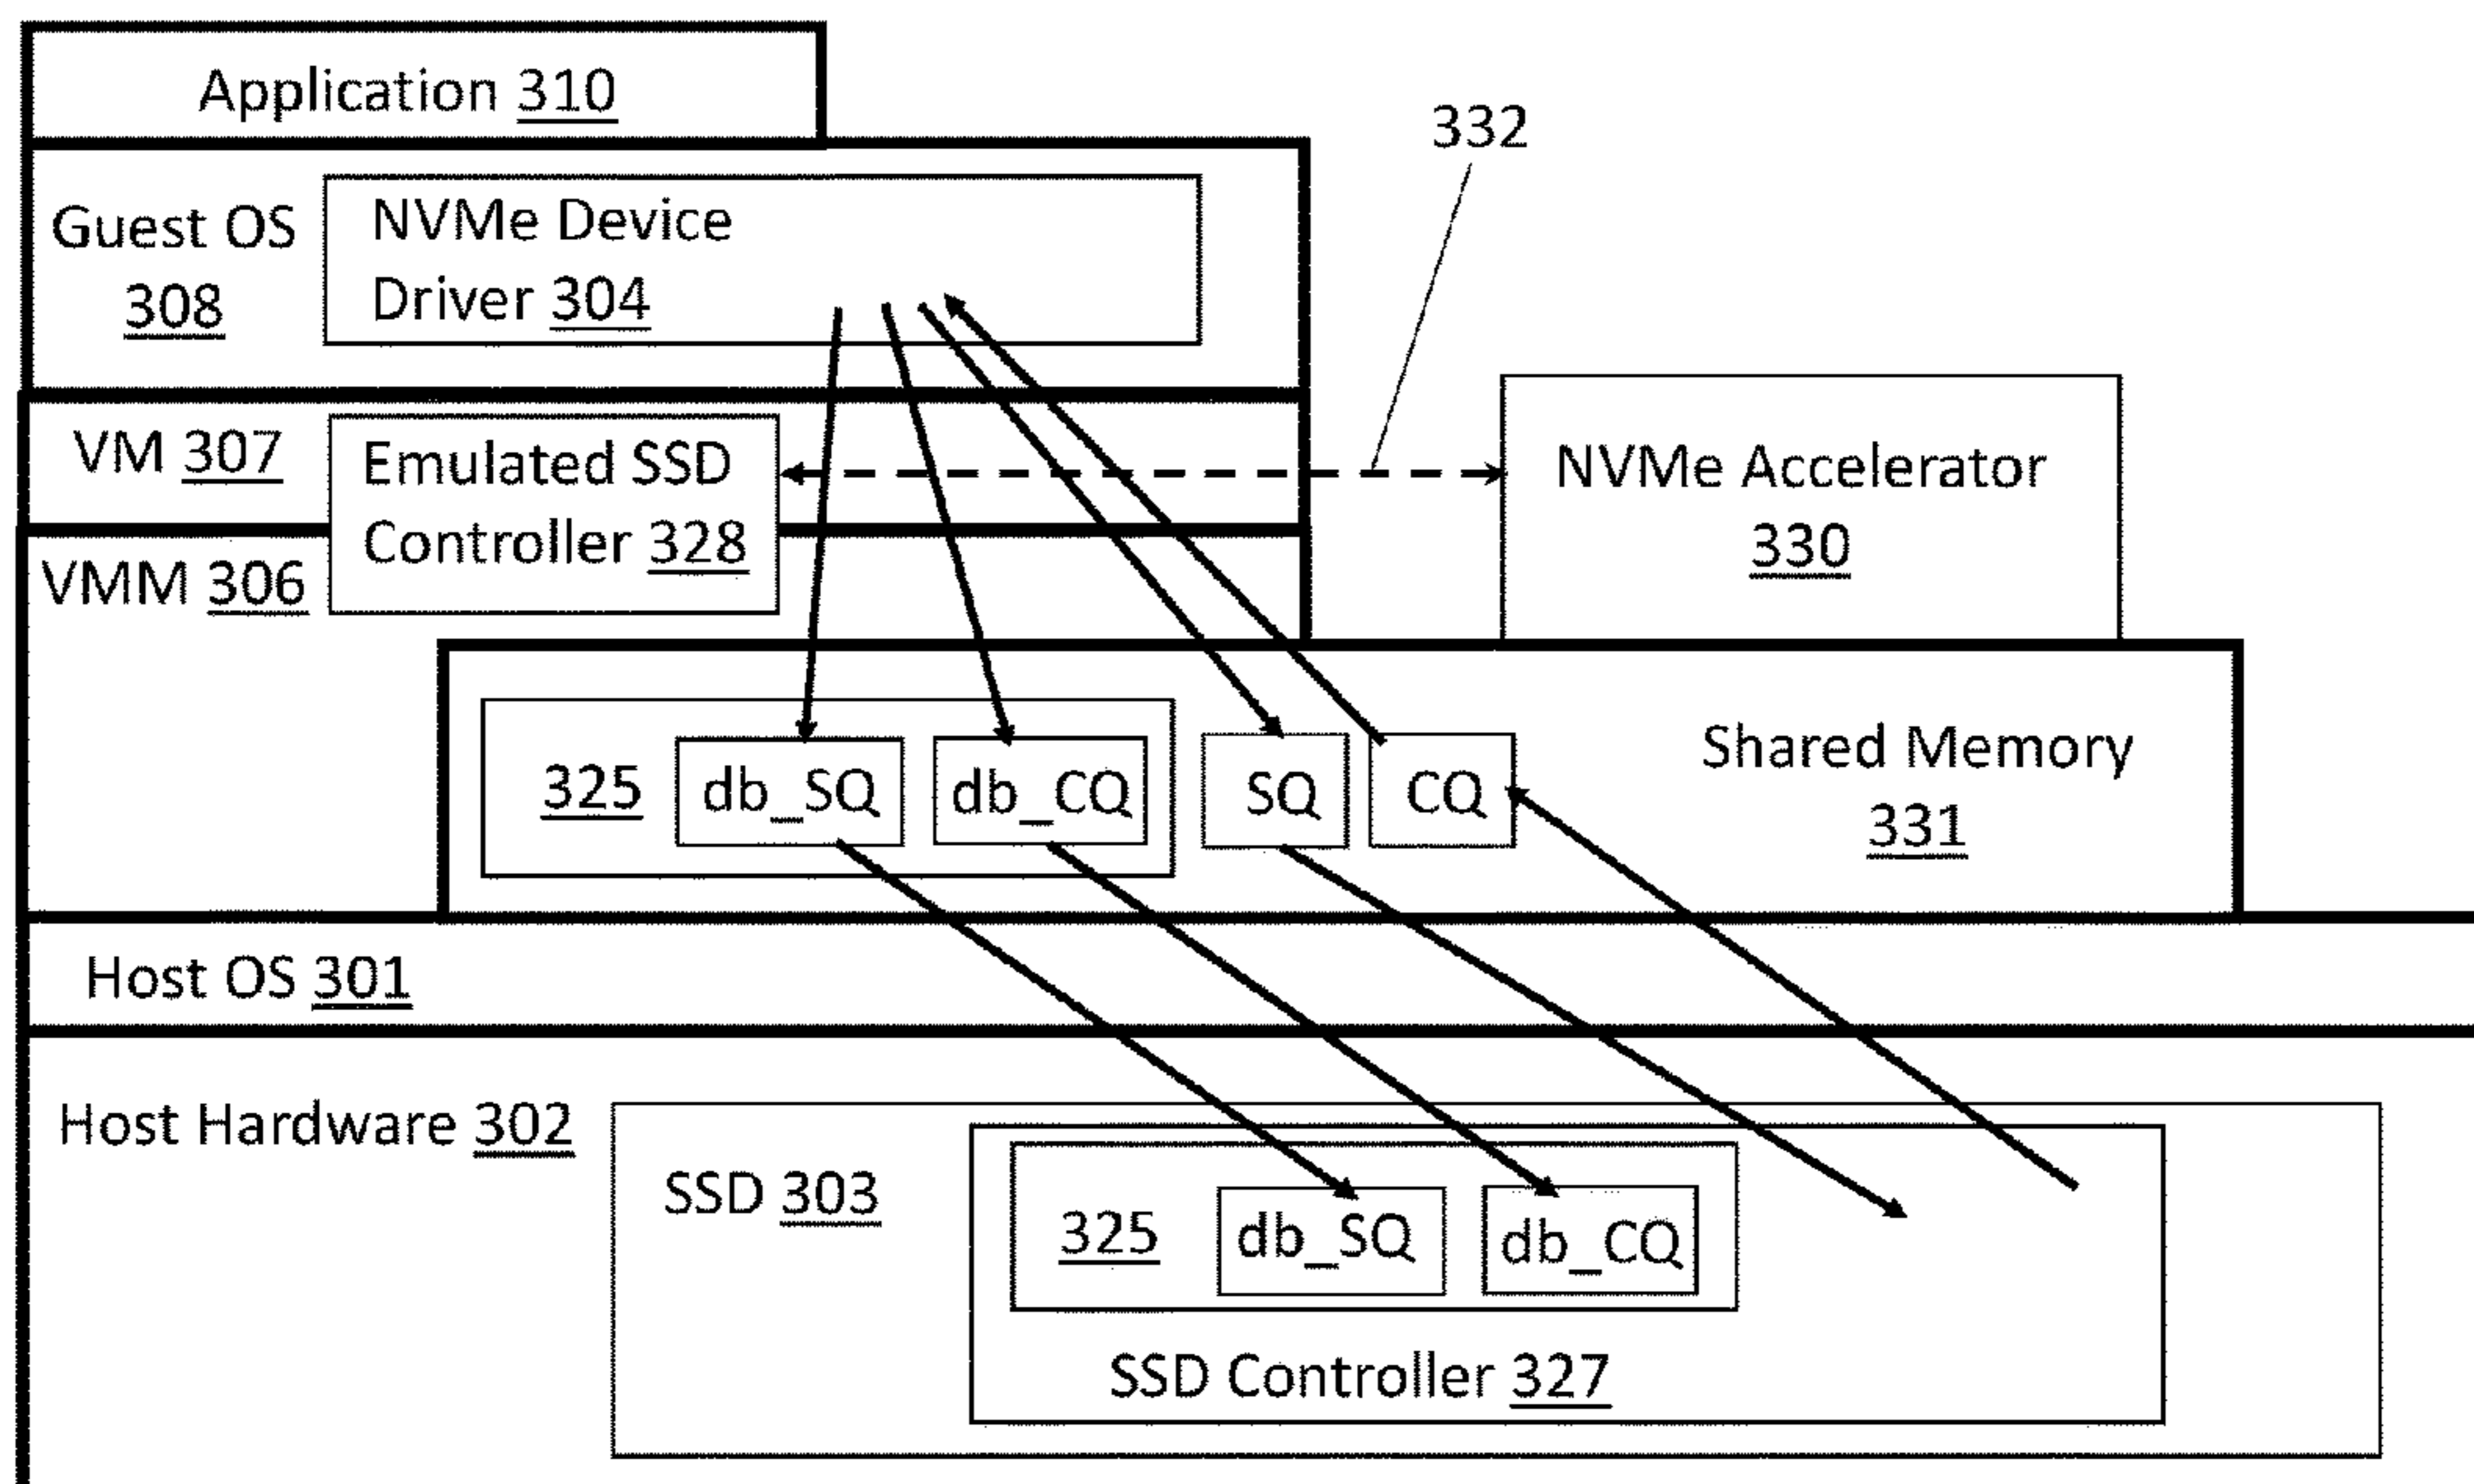 Application 310
332
Guest OS
308
NVMe Device
Driver 304
VM 307
Emulated SSD
Controller 328
NVMe Accelerator
330
VMM 306
325
db_SQ
db_CQ
SQ
CQ
Shared Memory
331
Host OS 301
Host Hardware 302
SSD 303
325
db_SQ
db_CQ
SSD Controller 327